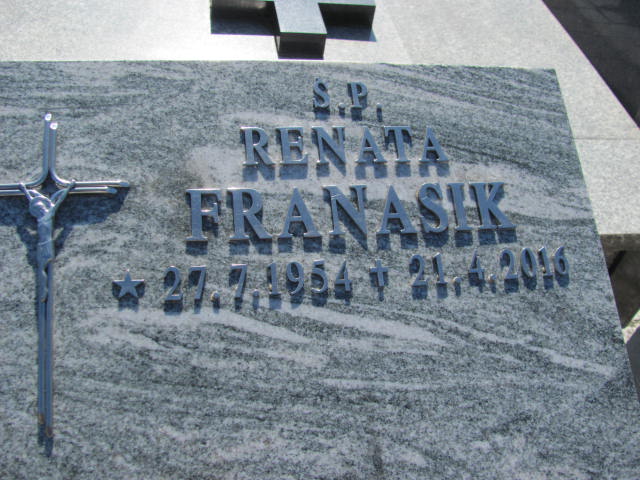 S.P.
RENATA
FRANASIK
★ 27.7.1954 ✝ 21.4.2016